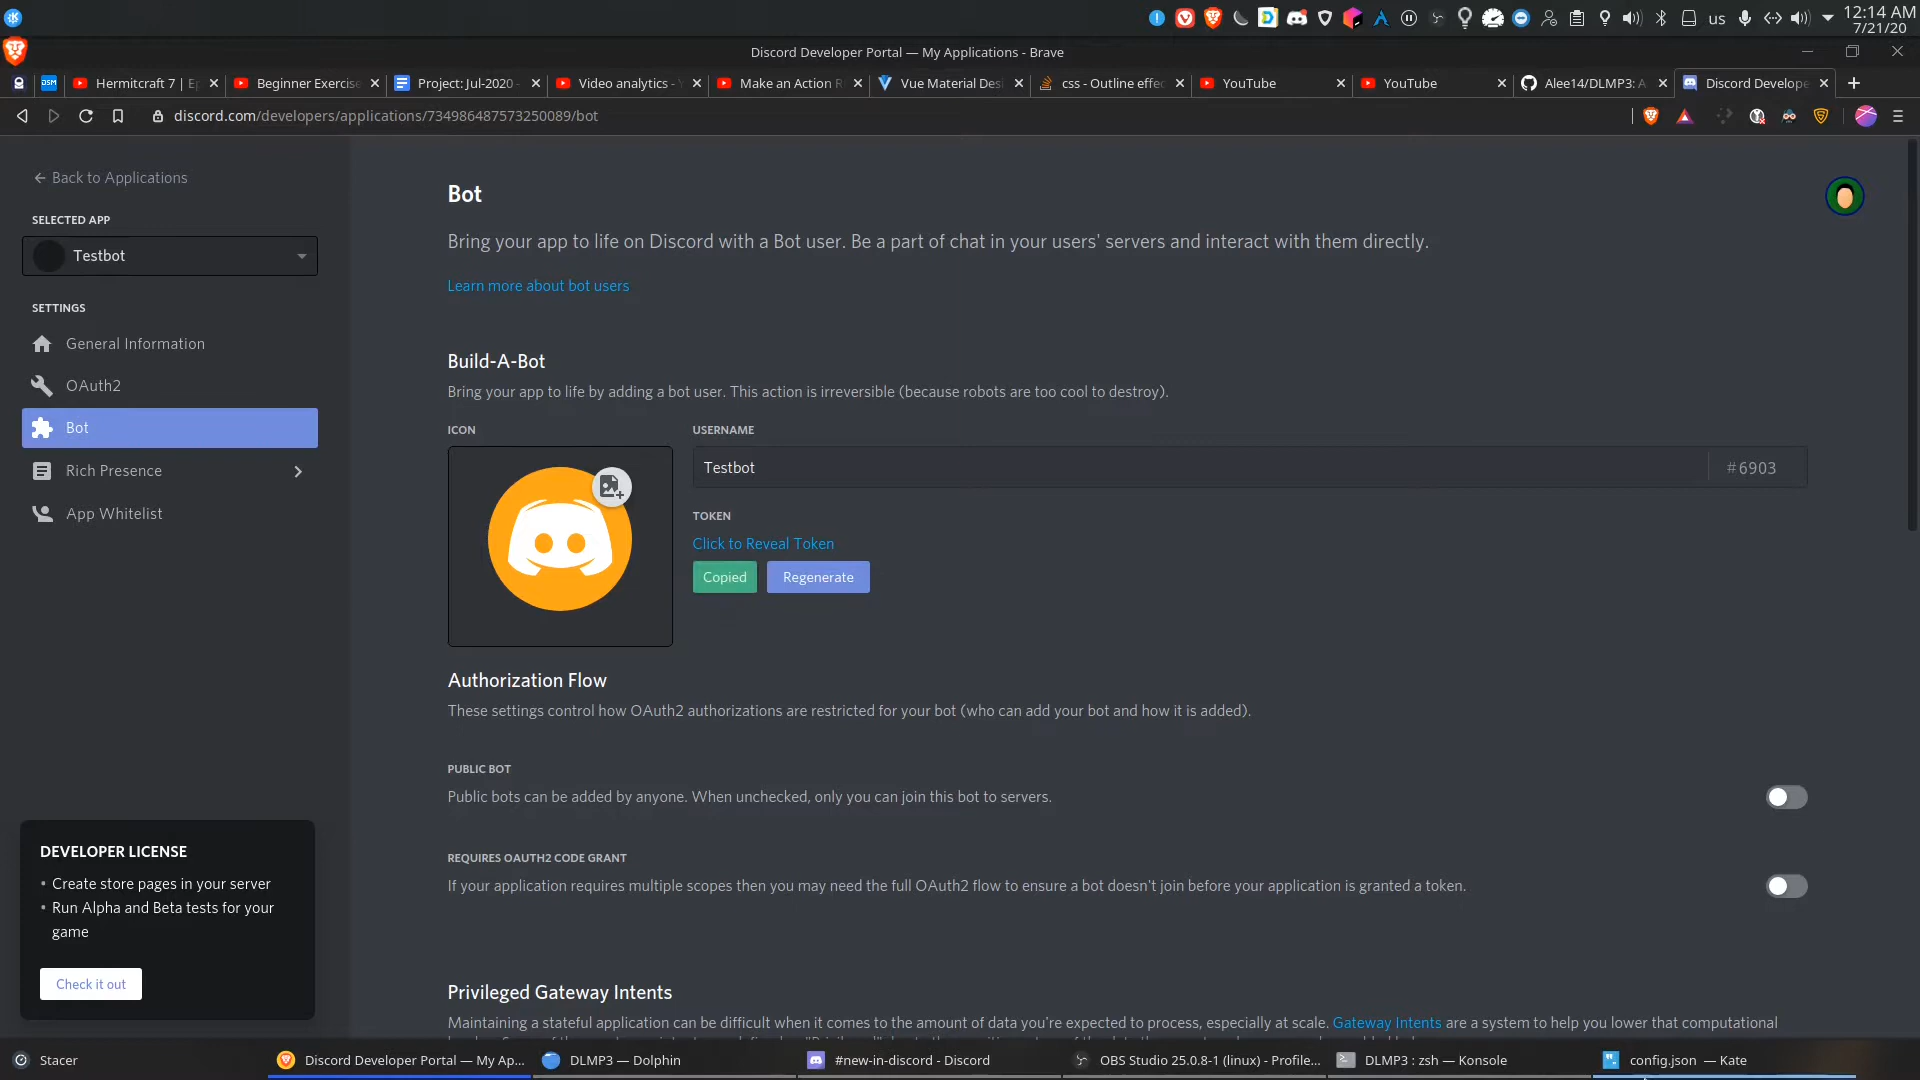 us
12:14 AM
7/21/20
Discord Developer Portal — My Applications - Brave
Hermitcraft 7 | Ep
Beginner Exercise
Project: Jul-2020 -
Video analytics - Y
Make an Action R
Vue Material Desi
css - Outline effec
YouTube
YouTube
Alee14/DLMP3: A
Discord Develope
discord.com/developers/applications/734986487573250089/bot
Back to Applications
SELECTED APP
Testbot
SETTINGS
General Information
OAuth2
Bot
Rich Presence
App Whitelist
DEVELOPER LICENSE
• Create store pages in your server
• Run Alpha and Beta tests for your
game
Check it out
Bot
Bring your app to life on Discord with a Bot user. Be a part of chat in your users' servers and interact with them directly.
Learn more about bot users
Build-A-Bot
Bring your app to life by adding a bot user. This action is irreversible (because robots are too cool to destroy).
ICON
USERNAME
Testbot
#6903
TOKEN
Click to Reveal Token
Copied
Regenerate
Authorization Flow
These settings control how OAuth2 authorizations are restricted for your bot (who can add your bot and how it is added).
PUBLIC BOT
Public bots can be added by anyone. When unchecked, only you can join this bot to servers.
REQUIRES OAUTH2 CODE GRANT
If your application requires multiple scopes then you may need the full OAuth2 flow to ensure a bot doesn't join before your application is granted a token.
Privileged Gateway Intents
Maintaining a stateful application can be difficult when it comes to the amount of data you're expected to process, especially at scale. Gateway Intents are a system to help you lower that computational
Stacer
Discord Developer Portal — My Ap...
DLMP3 — Dolphin
#new-in-discord - Discord
OBS Studio 25.0.8-1 (linux) - Profile...
DLMP3 : zsh — Konsole
config.json — Kate